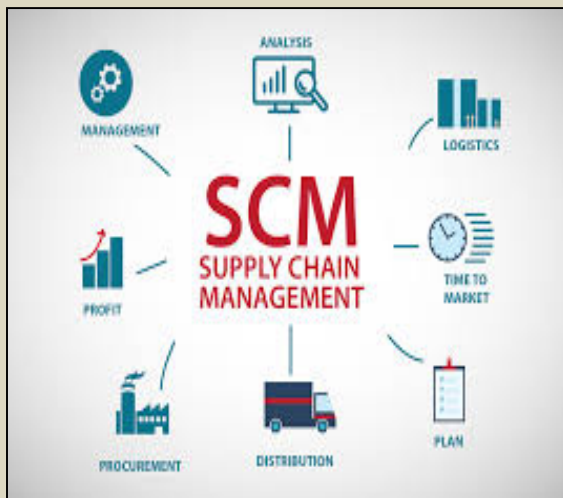 ANALYSIS
MANAGEMENT
LOGISTICS
SCM
SUPPLY CHAIN
MANAGEMENT
TIME TO
MARKET
PROFIT
PLAN
PROCUREMENT
DISTRIBUTION